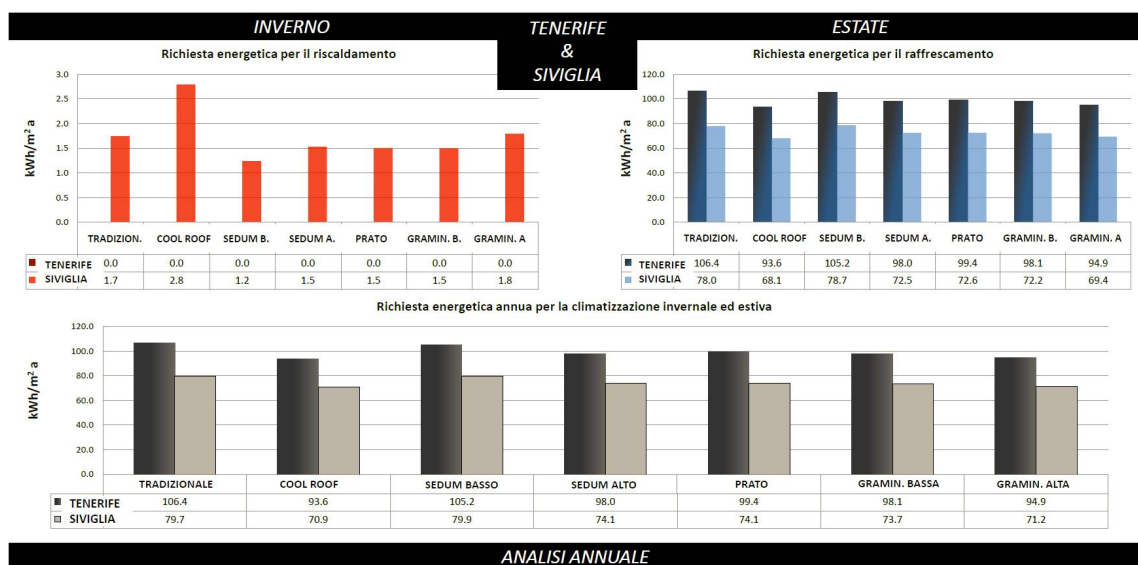 INVERNO
TENERIFE
&
SIVIGLIA
ESTATE
Richiesta energetica per il riscaldamento
kWh/m² a
3.0
2.5
2.0
1.5
1.0
0.5
0.0
TRADIZION. COOL ROOF SEDUM B. SEDUM A. PRATO GRAMIN. B. GRAMIN. A
TENERIFE 0.0 0.0 0.0 0.0 0.0 0.0 0.0
SIVIGLIA 1.7 2.8 1.2 1.5 1.5 1.5 1.8
Richiesta energetica per il raffrescamento
kWh/m² a
120.0
100.0
80.0
60.0
40.0
20.0
0.0
TRADIZION. COOL ROOF SEDUM B. SEDUM A. PRATO GRAMIN. B. GRAMIN. A
TENERIFE 106.4 93.6 105.2 98.0 99.4 98.1 94.9
SIVIGLIA 78.0 68.1 78.7 72.5 72.6 72.2 69.4
Richiesta energetica annua per la climatizzazione invernale ed estiva
kWh/m² a
120.0
100.0
80.0
60.0
40.0
20.0
0.0
TRADIZIONALE COOL ROOF SEDUM BASSO SEDUM ALTO PRATO GRAMIN. BASSA GRAMIN. ALTA
TENERIFE 106.4 93.6 105.2 98.0 99.4 98.1 94.9
SIVIGLIA 79.7 70.9 79.9 74.1 74.1 73.7 71.2
ANALISI ANNUALE